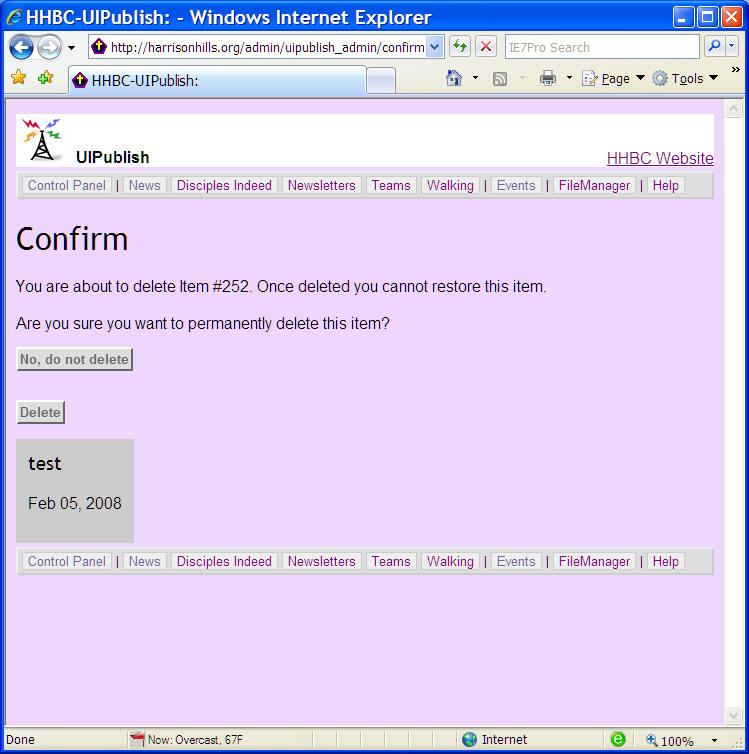 HHBC-UIPublish: - Windows Internet Explorer
http://harrisonhills.org/admin/uipublish_admin/confirm
IE7Pro Search
HHBC-UIPublish:
Page Tools »
UIPublish
HHBC Website
Control Panel | News Disciples Indeed Newsletters Teams Walking | Events | FileManager | Help
Confirm
You are about to delete Item #252. Once deleted you cannot restore this item.
Are you sure you want to permanently delete this item?
No, do not delete
Delete
test
Feb 05, 2008
Control Panel | News Disciples Indeed Newsletters Teams Walking | Events | FileManager | Help
Done Now: Overcast, 67F Internet 100%